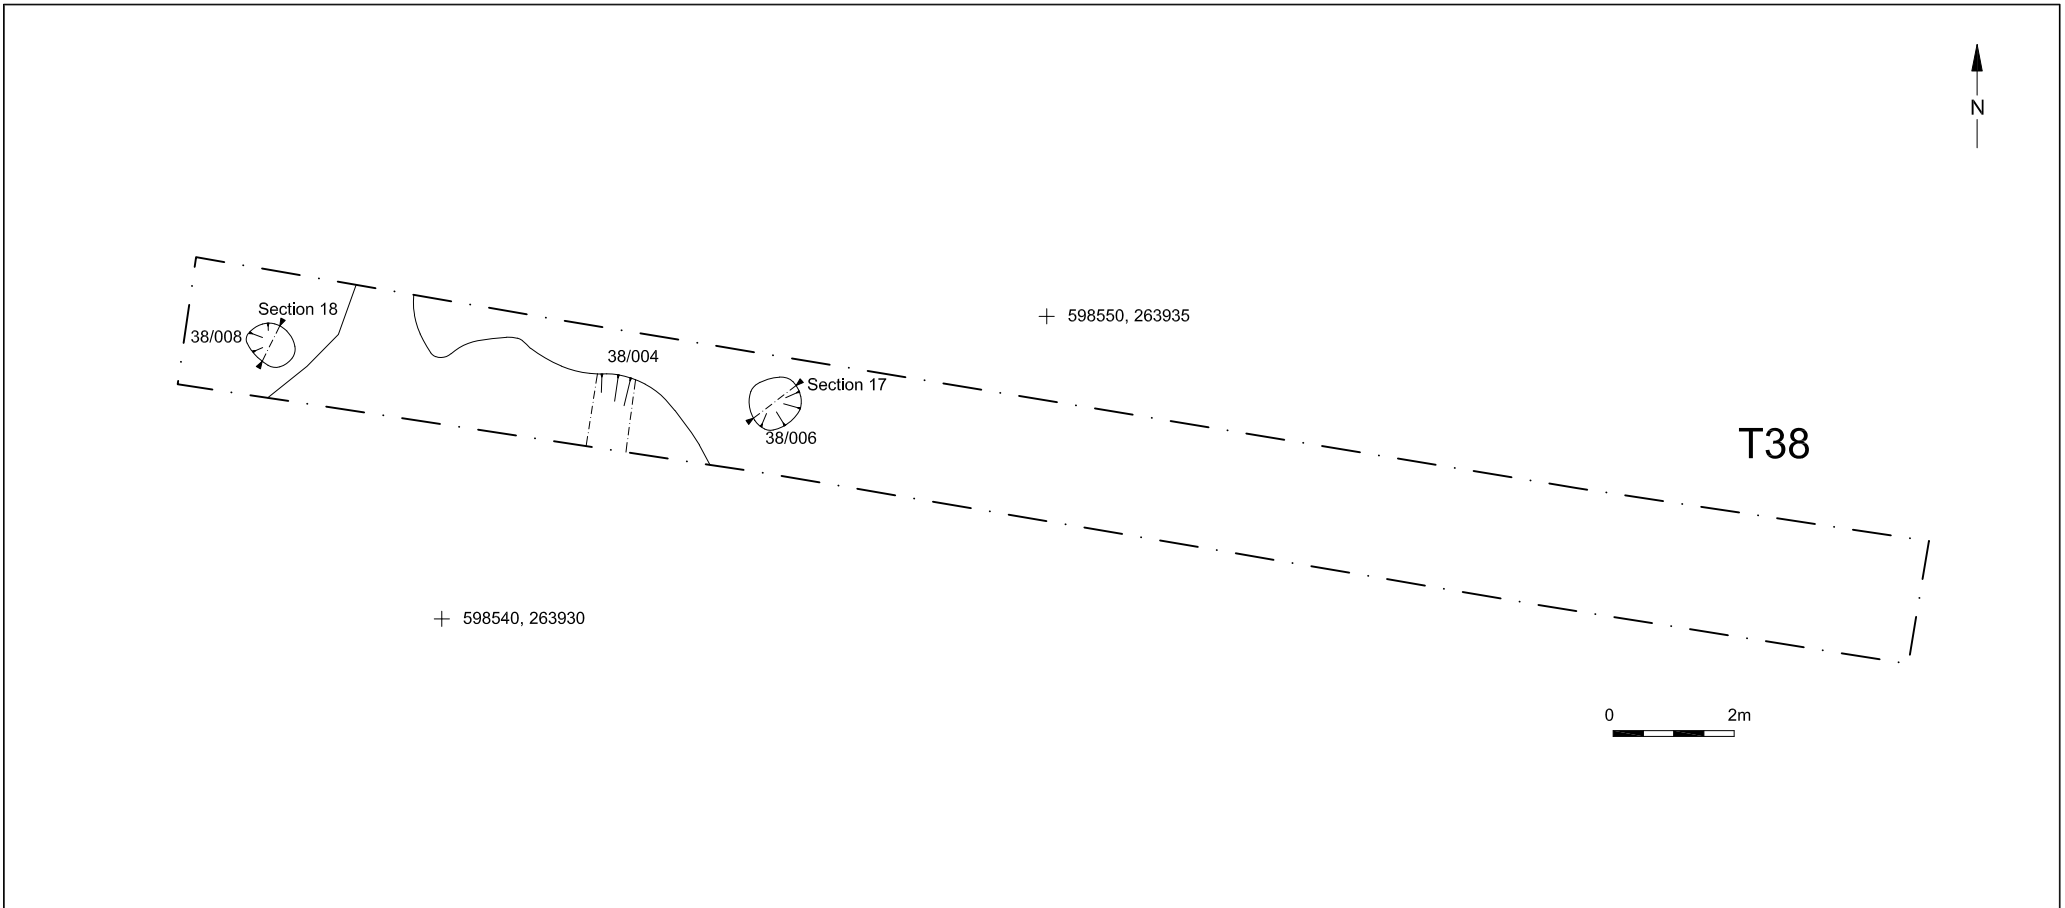 N
Section 18
598550, 263935
38/008
38/004
Section 17
38/006
T38
598540, 263930
0 2m